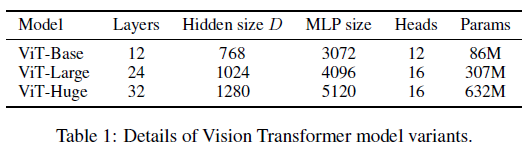 Model Layers Hidden size D MLP size Heads Params
ViT-Base 12 768 3072 12 86M
ViT-Large 24 1024 4096 16 307M
ViT-Huge 32 1280 5120 16 632M
Table 1: Details of Vision Transformer model variants.